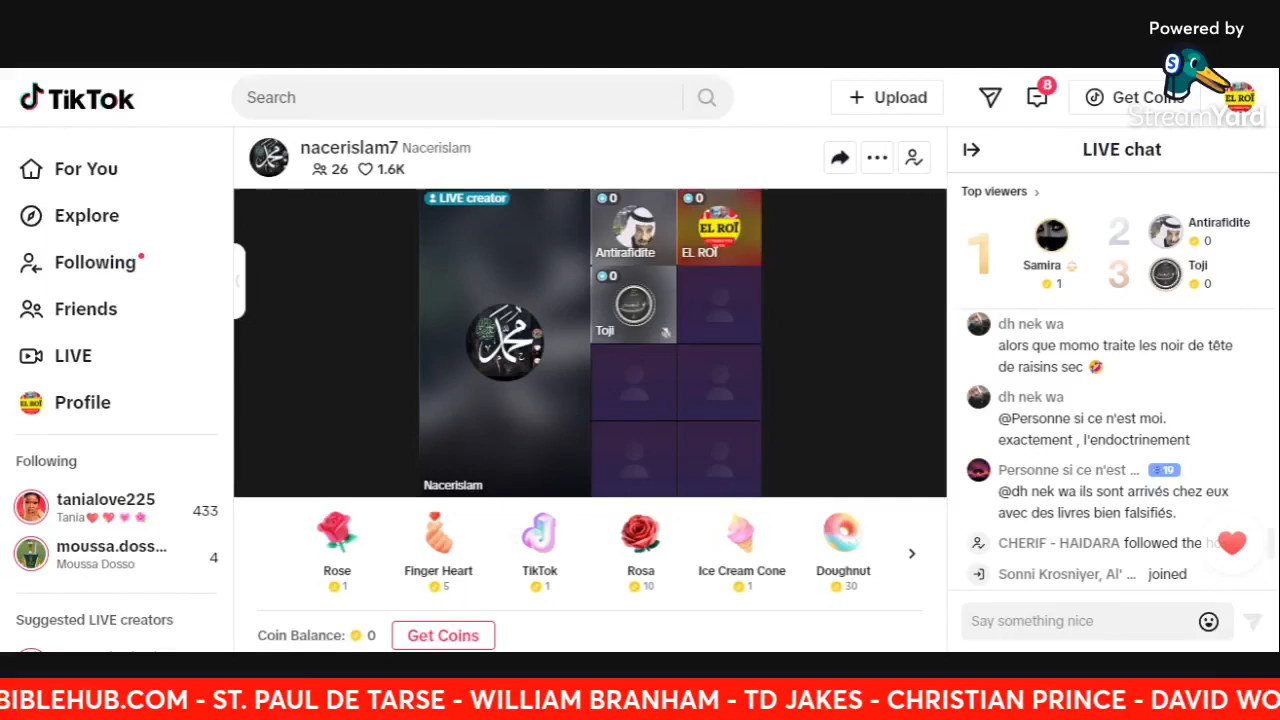 Powered by
StreamYard
TikTok
Search
Upload
8
Get Coins
EL ROÏ
For You
Explore
Following
Friends
LIVE
Profile
Following
tanialove225
Tania
433
moussa.doss...
Moussa Dosso
4
Suggested LIVE creators
nacerislam7 Nacerislam
26 1.6K
LIVE creator
Nacerislam
محمد
0
Antirafidite
0
EL ROÏ
EL ROÏ
0
Toji
Rose
1
Finger Heart
5
TikTok
1
Rosa
10
Ice Cream Cone
1
Doughnut
30
Coin Balance: 0 Get Coins
LIVE chat
Top viewers
1
Samira
1
2
Antirafidite
0
3
Toji
0
dh nek wa
alors que momo traite les noir de tête
de raisins sec 🤣
dh nek wa
@Personne si ce n'est moi.
exactement , l'endoctrinement
Personne si ce n'est ... 19
@dh nek wa ils sont arrivés chez eux
avec des livres bien falsifiés.
CHERIF - HAIDARA followed the
Sonni Krosniyer, Al' ... joined
Say something nice
BIBLEHUB.COM - ST. PAUL DE TARSE - WILLIAM BRANHAM - TD JAKES - CHRISTIAN PRINCE - DAVID WO